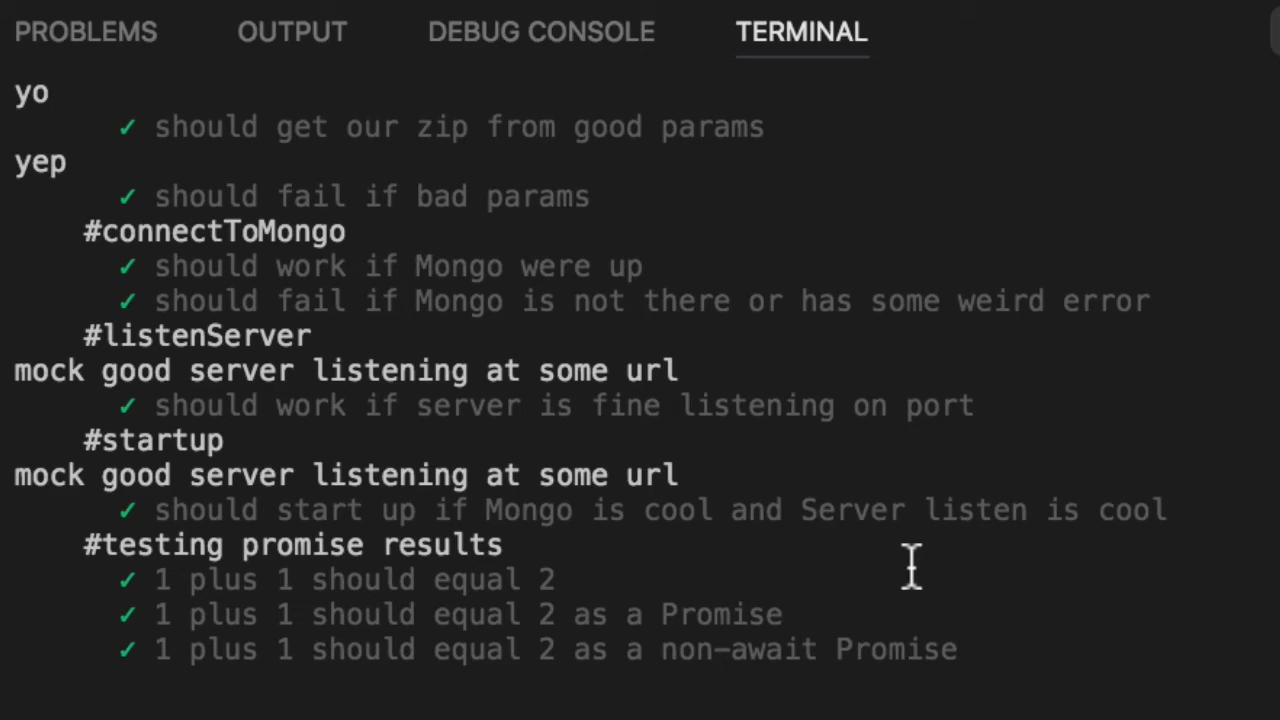 PROBLEMS OUTPUT DEBUG CONSOLE TERMINAL
yo
✓ should get our zip from good params
yep
✓ should fail if bad params
#connectToMongo
✓ should work if Mongo were up
✓ should fail if Mongo is not there or has some weird error
#listenServer
mock good server listening at some url
✓ should work if server is fine listening on port
#startup
mock good server listening at some url
✓ should start up if Mongo is cool and Server listen is cool
#testing promise results
✓ 1 plus 1 should equal 2
✓ 1 plus 1 should equal 2 as a Promise
✓ 1 plus 1 should equal 2 as a non-await Promise